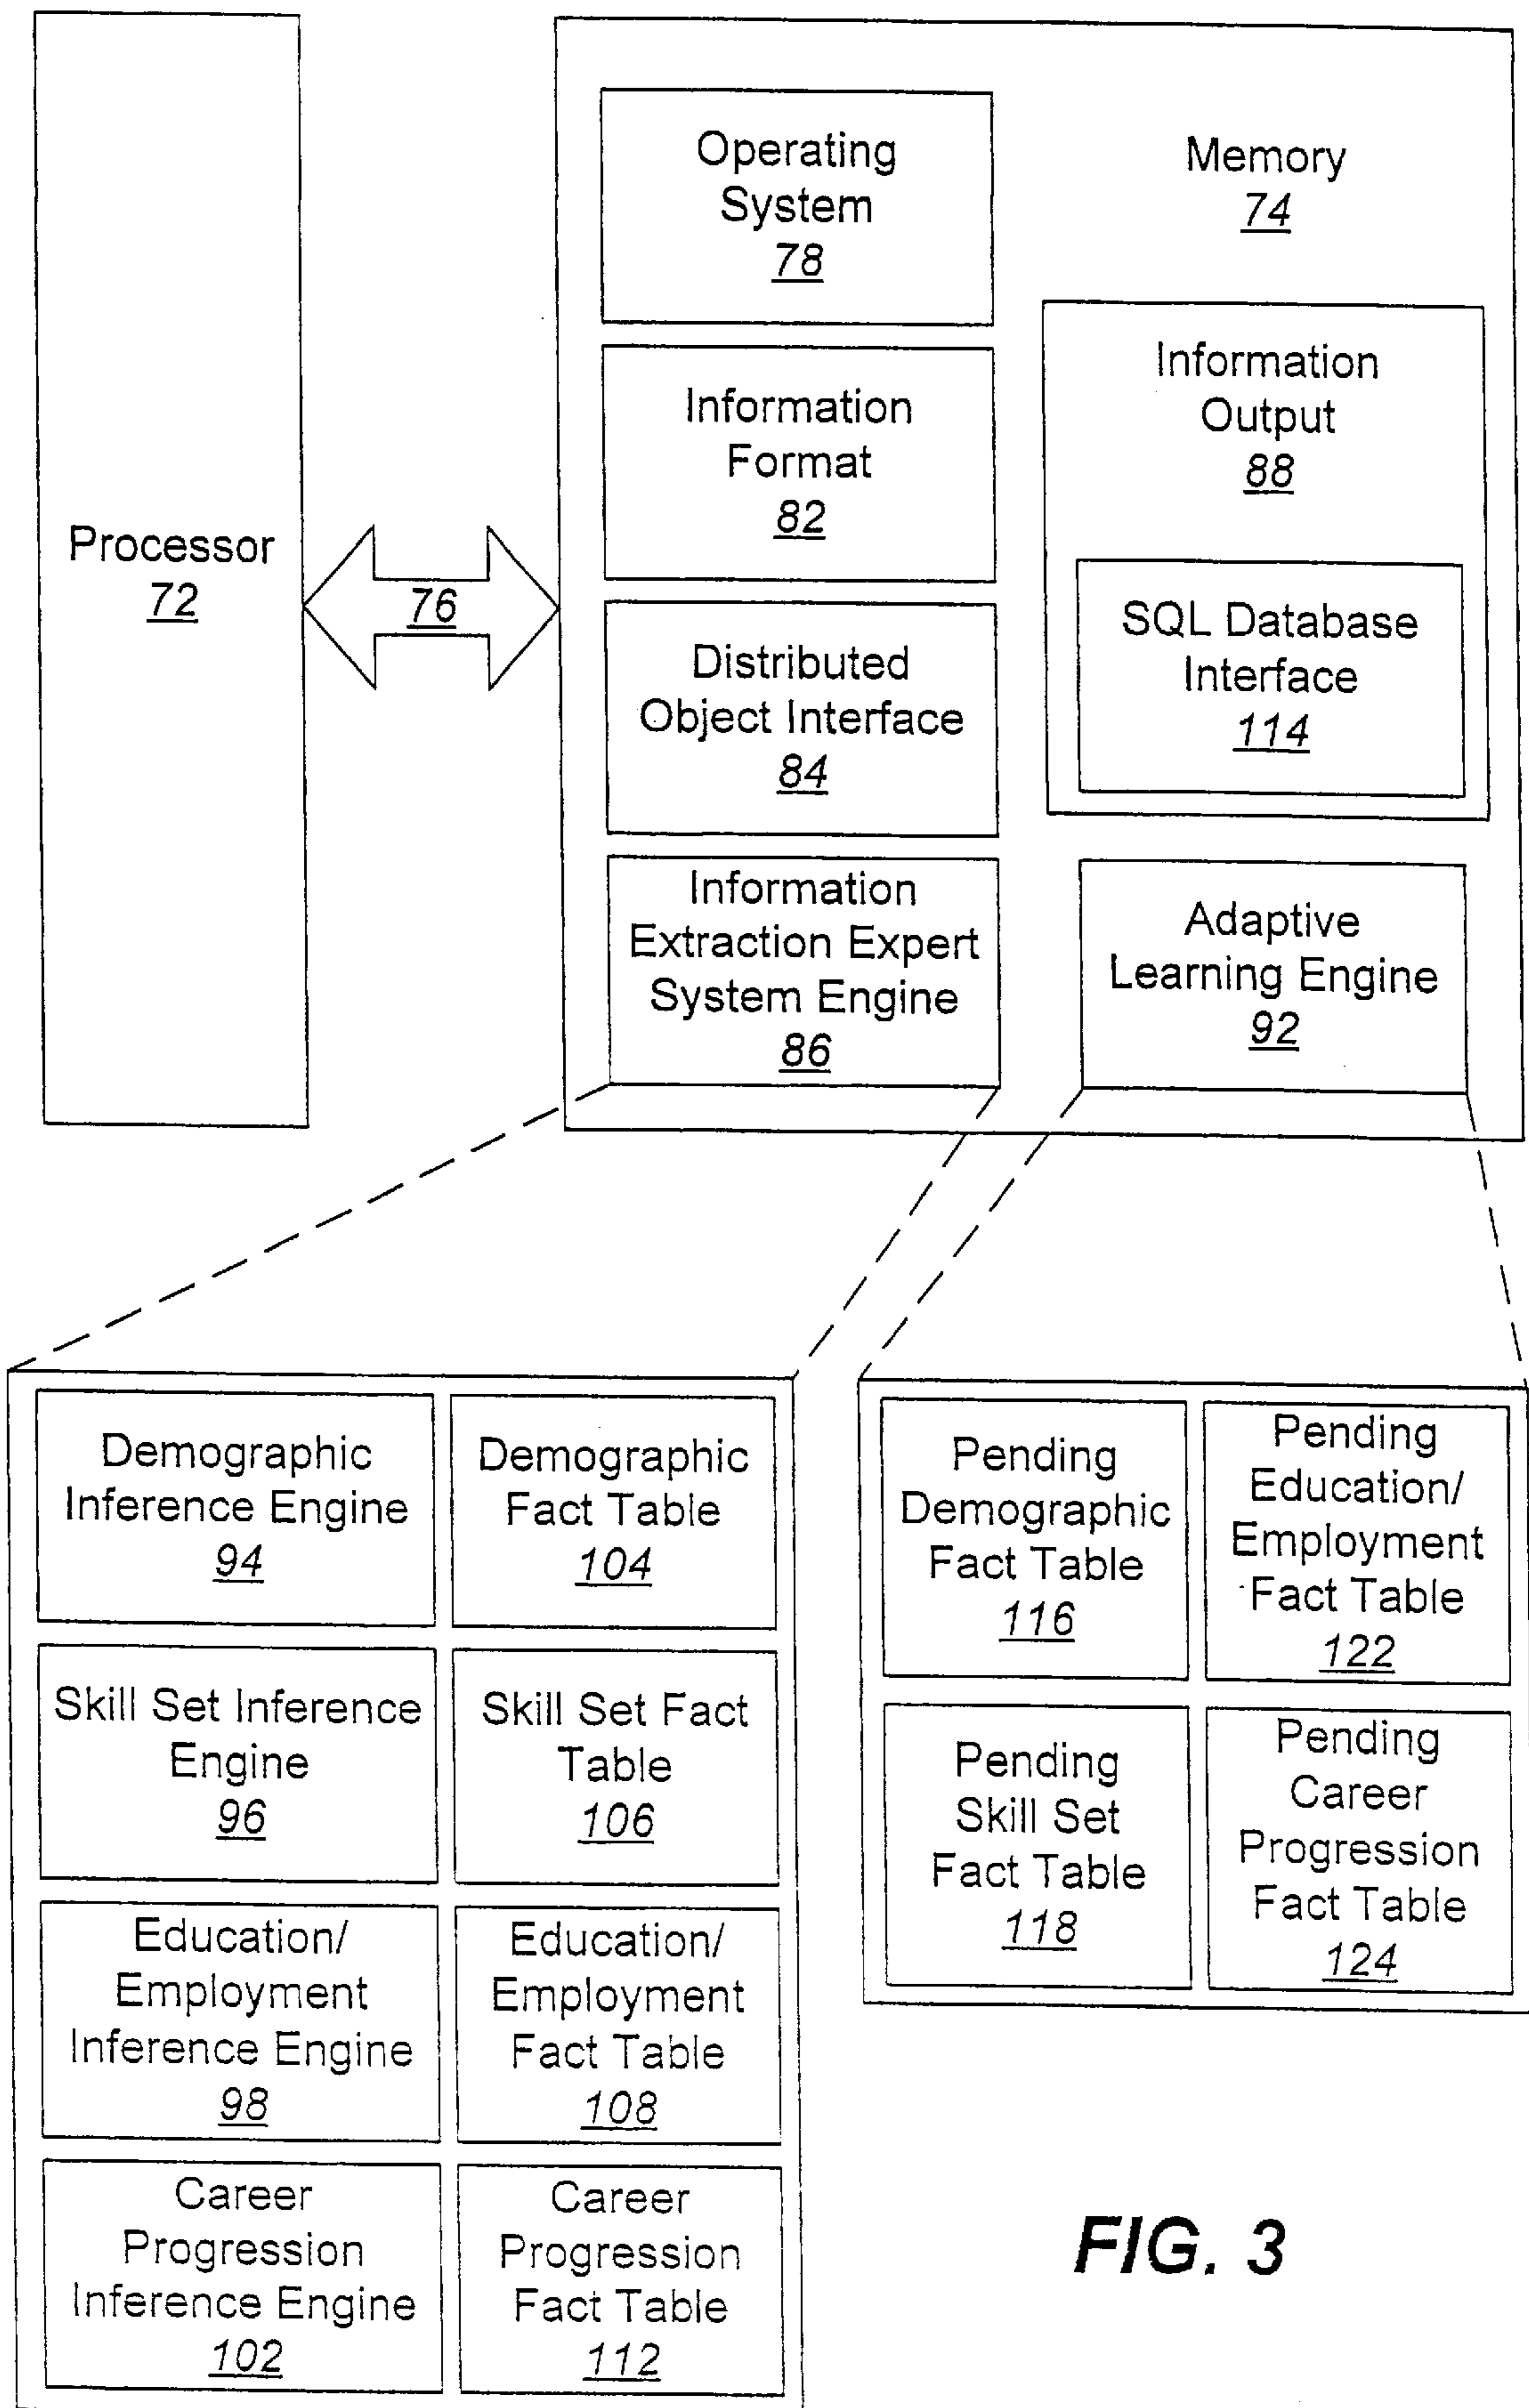 Processor
72
76
Operating
System
78
Information
Format
82
Distributed
Object Interface
84
Information
Extraction Expert
System Engine
86
Memory
74
Information
Output
88
SQL Database
Interface
114
Adaptive
Learning Engine
92
Demographic
Inference Engine
94
Demographic
Fact Table
104
Skill Set Inference
Engine
96
Skill Set Fact
Table
106
Education/
Employment
Inference Engine
98
Education/
Employment
Fact Table
108
Career
Progression
Inference Engine
102
Career
Progression
Fact Table
112
Pending
Demographic
Fact Table
116
Pending
Education/
Employment
Fact Table
122
Pending
Skill Set
Fact Table
118
Pending
Career
Progression
Fact Table
124
FIG. 3